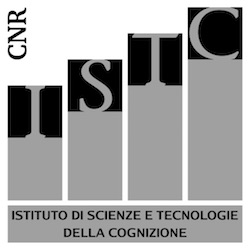 CNR
ISTC
ISTITUTO DI SCIENZE E TECNOLOGIE
DELLA COGNIZIONE